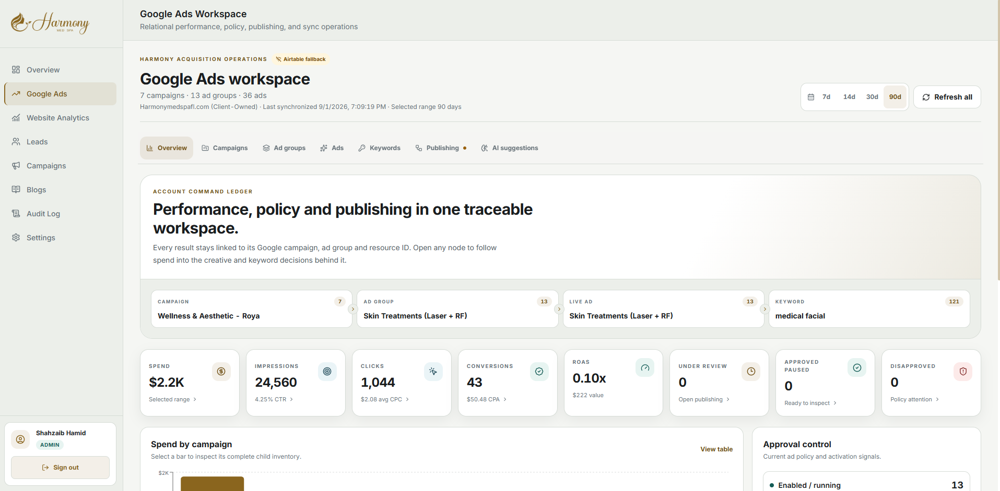 Harmony
MED SPA
Overview
Google Ads
Website Analytics
Leads
Campaigns
Blogs
Audit Log
Settings
Shahzaib Hamid
ADMIN
Sign out
Google Ads Workspace
Relational performance, policy, publishing, and sync operations
HARMONY ACQUISITION OPERATIONS Airtable fallback
Google Ads workspace
7 campaigns · 13 ad groups · 36 ads
Harmonymedspafl.com (Client-Owned) · Last synchronized 9/1/2026, 7:09:19 PM · Selected range 90 days
7d 14d 30d 90d Refresh all
Overview Campaigns Ad groups Ads Keywords Publishing AI suggestions
ACCOUNT COMMAND LEDGER
Performance, policy and publishing in one traceable
workspace.
Every result stays linked to its Google campaign, ad group and resource ID. Open any node to follow
spend into the creative and keyword decisions behind it.
CAMPAIGN 7
Wellness & Aesthetic - Roya
AD GROUP 13
Skin Treatments (Laser + RF)
LIVE AD 13
Skin Treatments (Laser + RF)
KEYWORD 121
medical facial
SPEND
$2.2K
Selected range
IMPRESSIONS
24,560
4.25% CTR
CLICKS
1,044
$2.08 avg CPC
CONVERSIONS
43
$50.48 CPA
ROAS
0.10x
$222 value
UNDER REVIEW
0
Open publishing
APPROVED
PAUSED
0
Ready to inspect
DISAPPROVED
0
Policy attention
Spend by campaign
Select a bar to inspect its complete child inventory.
View table
$2K
Approval control
Current ad policy and activation signals.
Enabled / running 13